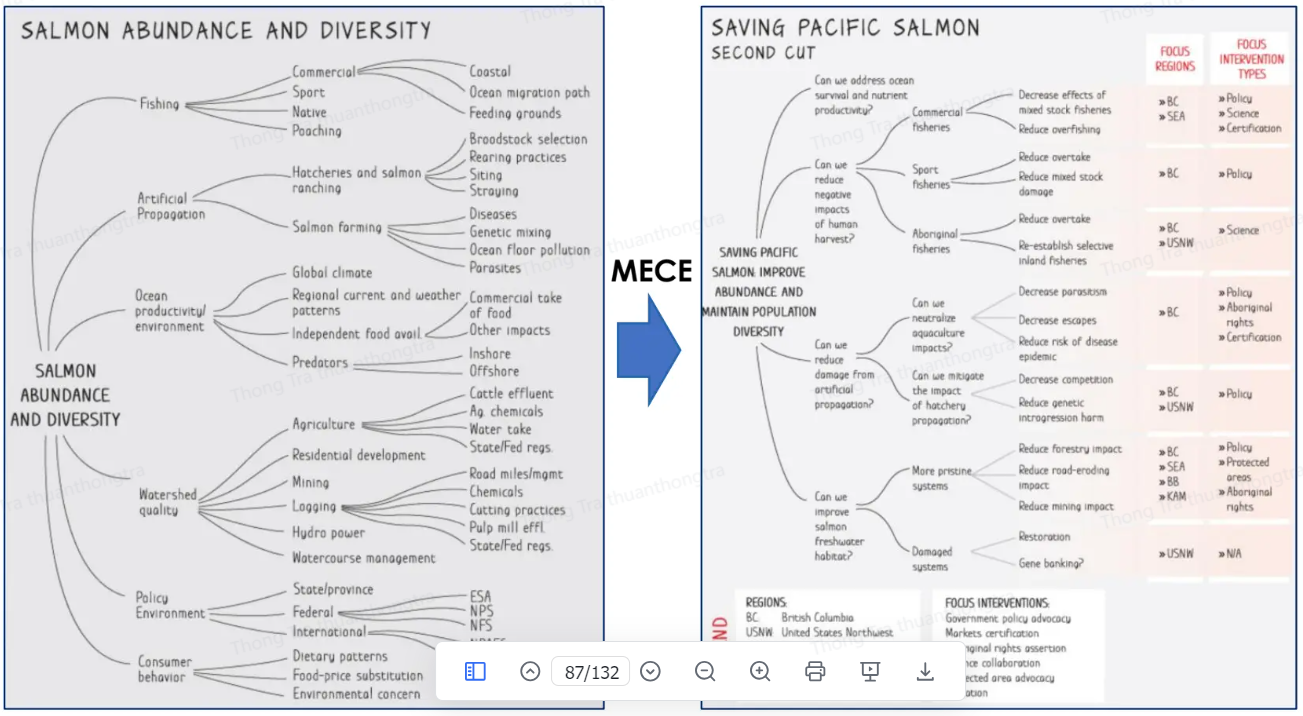 SALMON ABUNDANCE AND DIVERSITY
SALMON
ABUNDANCE
AND DIVERSITY
Fishing
Commercial
Coastal
Ocean migration path
Feeding grounds
Sport
Native
Poaching
Artificial
Propagation
Hatcheries and salmon
ranching
Broodstock selection
Rearing practices
Siting
Straying
Salmon farming
Diseases
Genetic mixing
Ocean floor pollution
Parasites
Ocean
productivity/
environment
Global climate
Regional current and weather
patterns
Independent food avail.
Commercial take
of food
Other impacts
Predators
Inshore
Offshore
Watershed
quality
Agriculture
Cattle effluent
Ag. chemicals
Water take
State/Fed regs.
Residential development
Mining
Logging
Road miles/mgmt
Chemicals
Cutting practices
Pulp mill effl.
State/Fed regs.
Hydro power
Watercourse management
Policy
Environment
State/province
Federal
ESA
NPS
NFS
International
Consumer
behavior
Dietary patterns
Food-price substitution
Environmental concern
MECE
SAVING PACIFIC SALMON
SECOND CUT
FOCUS
REGIONS
FOCUS
INTERVENTION
TYPES
SAVING PACIFIC
SALMON: IMPROVE
ABUNDANCE AND
MAINTAIN POPULATION
DIVERSITY
Can we address ocean
survival and nutrient
productivity?
Can we
reduce
negative
impacts
of human
harvest?
Commercial
fisheries
Decrease effects of
mixed stock fisheries
Reduce overfishing
» BC
» SEA
» Policy
» Science
» Certification
Sport
fisheries
Reduce overtake
Reduce mixed stock
damage
» BC
» Policy
Aboriginal
fisheries
Reduce overtake
Re-establish selective
inland fisheries
» BC
» USNW
» Science
Can we
reduce
damage from
artificial
propagation?
Can we
neutralize
aquaculture
impacts?
Decrease parasitism
Decrease escapes
Reduce risk of disease
epidemic
» BC
» Policy
» Aboriginal
rights
» Certification
Can we mitigate
the impact
of hatchery
propagation?
Decrease competition
Reduce genetic
introgression harm
» BC
» USNW
» Policy
Can we
improve
salmon
freshwater
habitat?
More pristine
systems
Reduce forestry impact
Reduce road-eroding
impact
Reduce mining impact
» BC
» SEA
» BB
» KAM
» Policy
» Protected
areas
» Aboriginal
rights
Damaged
systems
Restoration
Gene banking?
» USNW
» N/A
REGIONS:
BC British Columbia
USNW United States Northwest
FOCUS INTERVENTIONS:
Government policy advocacy
Markets certification
rights assertion
collaboration
area advocacy
87/132
Thong Tra thuanthongtra